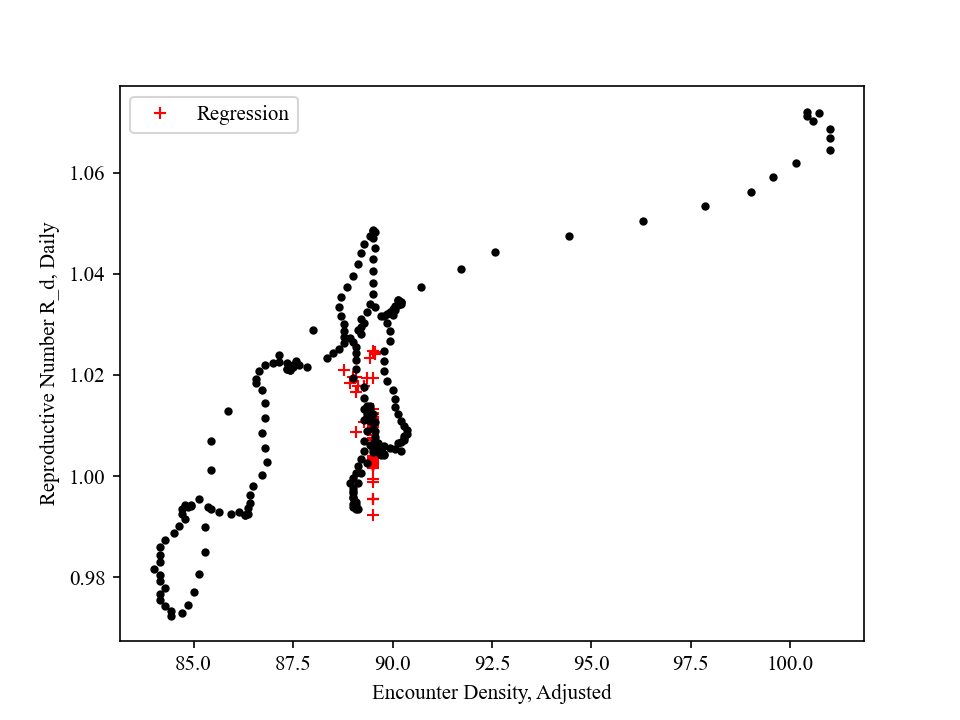 Regression
1.06
1.04
1.02
1.00
0.98
Reproductive Number R_d, Daily
85.0 87.5 90.0 92.5 95.0 97.5 100.0
Encounter Density, Adjusted